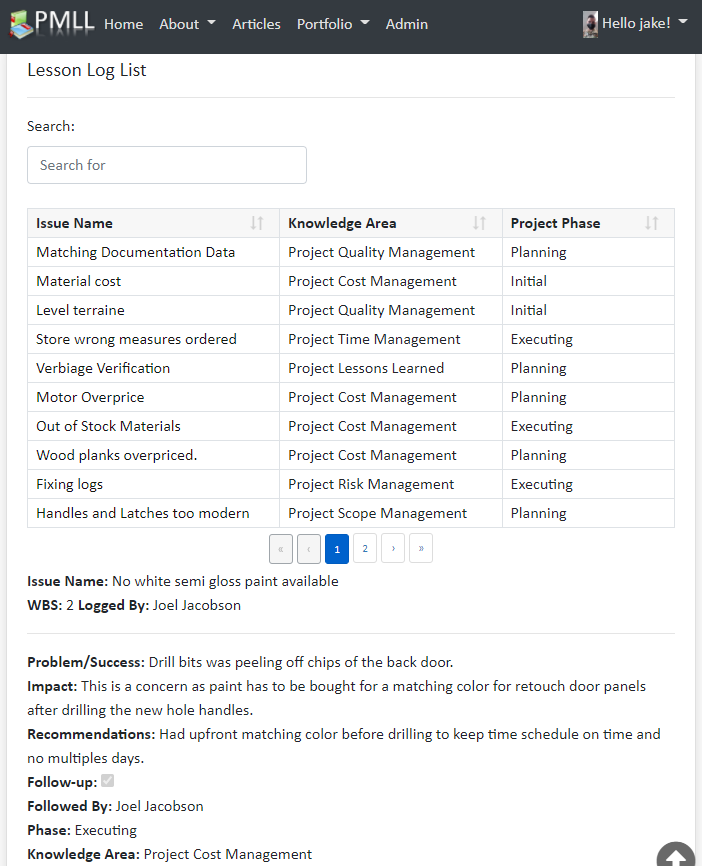 PMLL Home About Articles Portfolio Admin Hello jake!
Lesson Log List
Search:
Search for
Issue Name Knowledge Area Project Phase
Matching Documentation Data Project Quality Management Planning
Material cost Project Cost Management Initial
Level terraine Project Quality Management Initial
Store wrong measures ordered Project Time Management Executing
Verbiage Verification Project Lessons Learned Planning
Motor Overprice Project Cost Management Planning
Out of Stock Materials Project Cost Management Executing
Wood planks overpriced. Project Cost Management Planning
Fixing logs Project Risk Management Executing
Handles and Latches too modern Project Scope Management Planning
« ‹ 1 2 › »
Issue Name: No white semi gloss paint available
WBS: 2 Logged By: Joel Jacobson
Problem/Success: Drill bits was peeling off chips of the back door.
Impact: This is a concern as paint has to be bought for a matching color for retouch door panels
after drilling the new hole handles.
Recommendations: Had upfront matching color before drilling to keep time schedule on time and
no multiples days.
Follow-up:
Followed By: Joel Jacobson
Phase: Executing
Knowledge Area: Project Cost Management